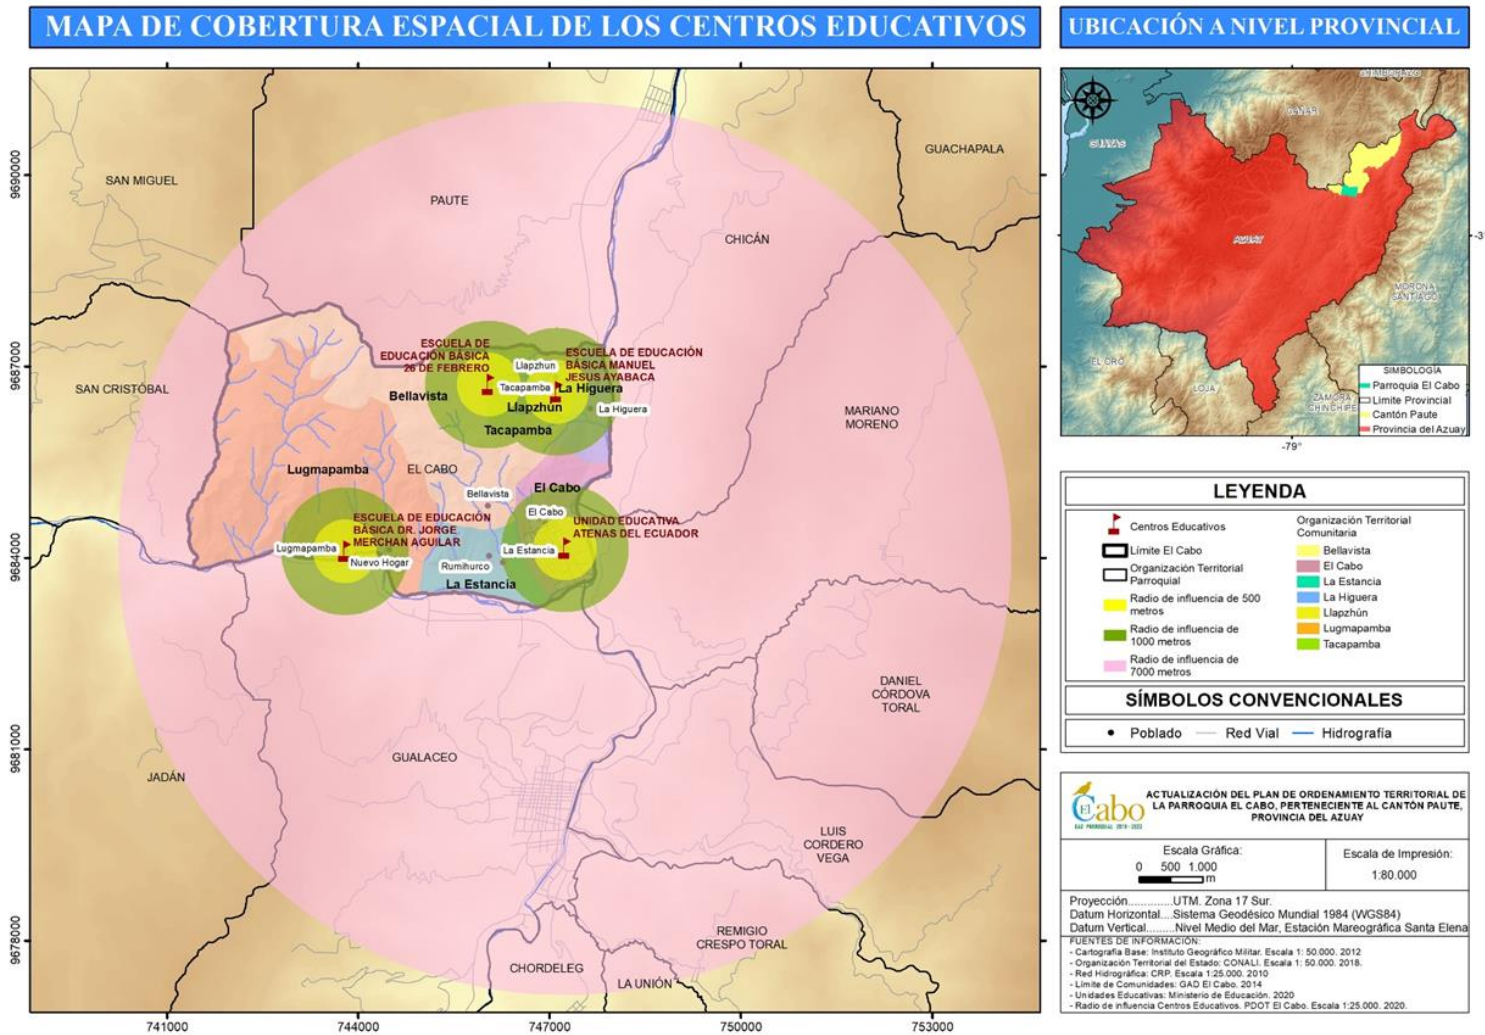 MAPA DE COBERTURA ESPACIAL DE LOS CENTROS EDUCATIVOS
UBICACIÓN A NIVEL PROVINCIAL
SAN MIGUEL
PAUTE
GUACHAPALA
CHICÁN
SAN CRISTÓBAL
MARIANO
MORENO
ESCUELA DE
EDUCACIÓN BÁSICA
26 DE FEBRERO
ESCUELA DE EDUCACIÓN
BÁSICA MANUEL
JESUS AYABACA
Llapzhun
Tacapamba
La Higuera
Bellavista
Llapzhun
La Higuera
Tacapamba
Lugmapamba
EL CABO
El Cabo
Bellavista
El Cabo
ESCUELA DE EDUCACIÓN
BÁSICA DR. JORGE
MERCHAN AGUILAR
UNIDAD EDUCATIVA
ATENAS DEL ECUADOR
Lugmapamba
Nuevo Hogar
La Estancia
Rumihurco
La Estancia
DANIEL
CÓRDOVA
TORAL
JADÁN
GUALACEO
LUIS
CORDERO
VEGA
REMIGIO
CRESPO TORAL
CHORDELEG
LA UNIÓN
9690000
9687000
9684000
9681000
9678000
741000
744000
747000
750000
753000
CAÑAR
GUAYAS
AZUAY
MORONA
SANTIAGO
EL ORO
LOJA
ZAMORA
CHINCHIPE
-79°
SIMBOLOGÍA
Parroquia El Cabo
Limite Provincial
Cantón Paute
Provincia del Azuay
LEYENDA
Centros Educativos
Límite El Cabo
Organización Territorial
Parroquial
Radio de influencia de 500
metros
Radio de influencia de
1000 metros
Radio de influencia de
7000 metros
Organización Territorial
Comunitaria
Bellavista
El Cabo
La Estancia
La Higuera
Llapzhún
Lugmapamba
Tacapamba
SÍMBOLOS CONVENCIONALES
Poblado
Red Vial
Hidrografía
El Cabo
GAD PARROQUIAL 2019 - 2023
ACTUALIZACIÓN DEL PLAN DE ORDENAMIENTO TERRITORIAL DE
LA PARROQUIA EL CABO, PERTENECIENTE AL CANTÓN PAUTE,
PROVINCIA DEL AZUAY
Escala Gráfica:
0 500 1.000
m
Escala de Impresión:
1:80.000
Proyección..............UTM. Zona 17 Sur.
Datum Horizontal....Sistema Geodésico Mundial 1984 (WGS84)
Datum Vertical.........Nivel Medio del Mar, Estación Mareográfica Santa Elena
FUENTES DE INFORMACIÓN:
- Cartografía Base: Instituto Geográfico Militar. Escala 1: 50.000. 2012
- Organización Territorial del Estado: CONALI. Escala 1: 50.000. 2018.
- Red Hidrográfica: CRP. Escala 1:25.000. 2010
- Límite de Comunidades: GAD El Cabo. 2014
- Unidades Educativas: Ministerio de Educación. 2020
- Radio de influencia Centros Educativos. PDOT El Cabo. Escala 1:25.000. 2020.